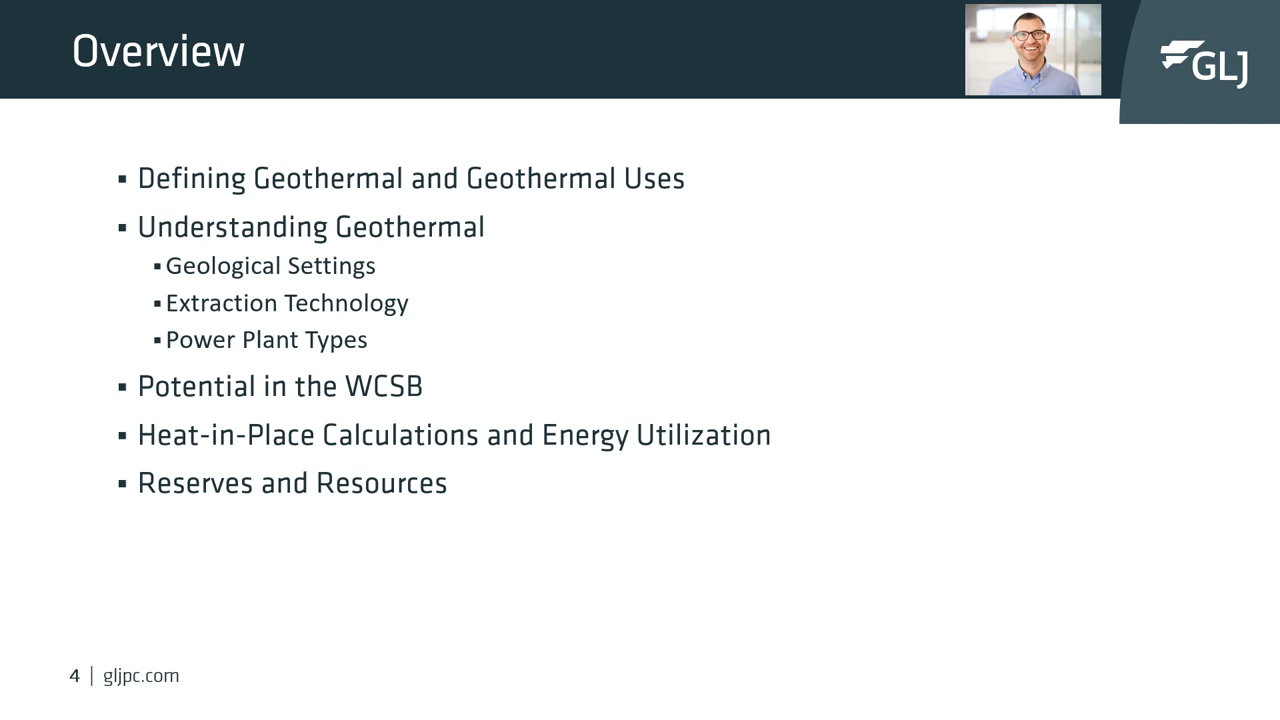 Overview
GLJ
▪ Defining Geothermal and Geothermal Uses
▪ Understanding Geothermal
▪ Geological Settings
▪ Extraction Technology
▪ Power Plant Types
▪ Potential in the WCSB
▪ Heat-in-Place Calculations and Energy Utilization
▪ Reserves and Resources
4 | gljpc.com